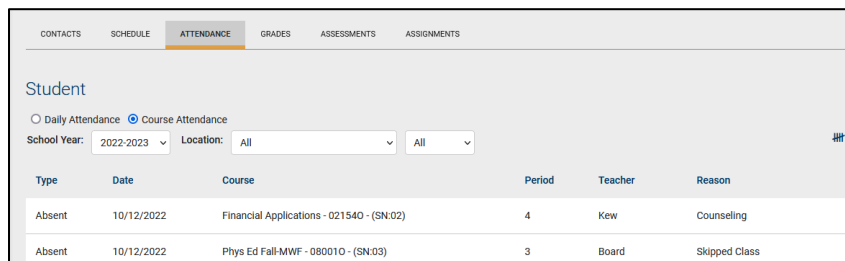 CONTACTS SCHEDULE ATTENDANCE GRADES ASSESSMENTS ASSIGNMENTS
Student
Daily Attendance Course Attendance
School Year: 2022-2023 Location: All All
Type Date Course Period Teacher Reason
Absent 10/12/2022 Financial Applications - 02154O - (SN:02) 4 Kew Counseling
Absent 10/12/2022 Phys Ed Fall-MWF - 08001O - (SN:03) 3 Board Skipped Class